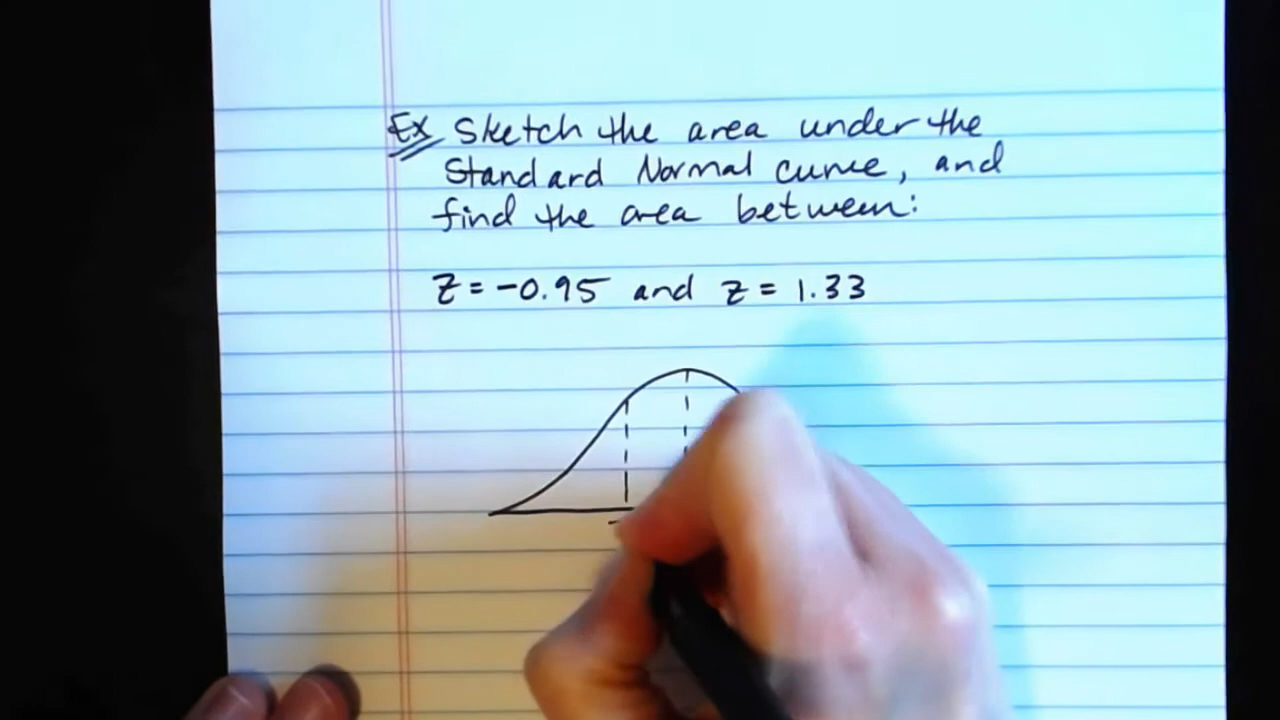 Ex Sketch the area under the
Standard Normal curve, and
find the area between:
z = -0.95 and z = 1.33